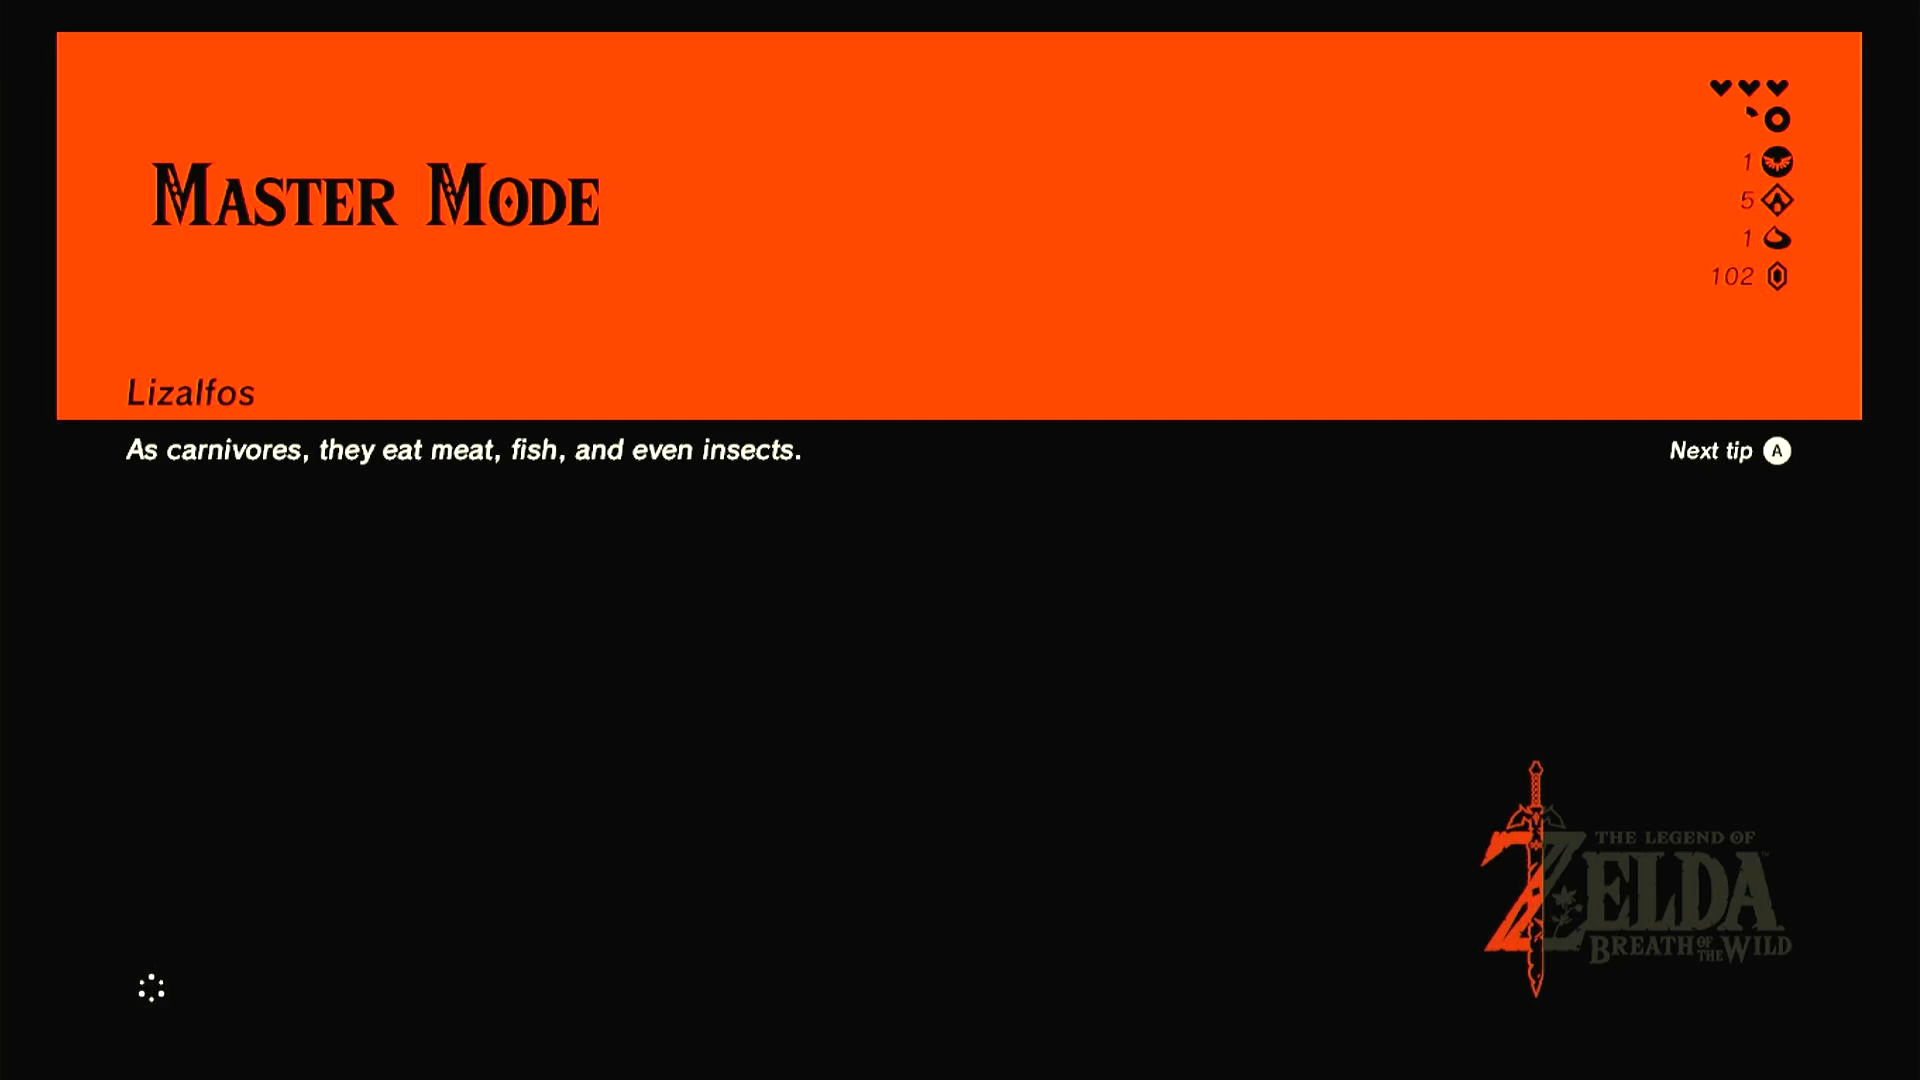 MASTER MODE
1
5
1
102
Lizalfos
As carnivores, they eat meat, fish, and even insects.
Next tip A
THE LEGEND OF
ZELDA
BREATH OF THE WILD